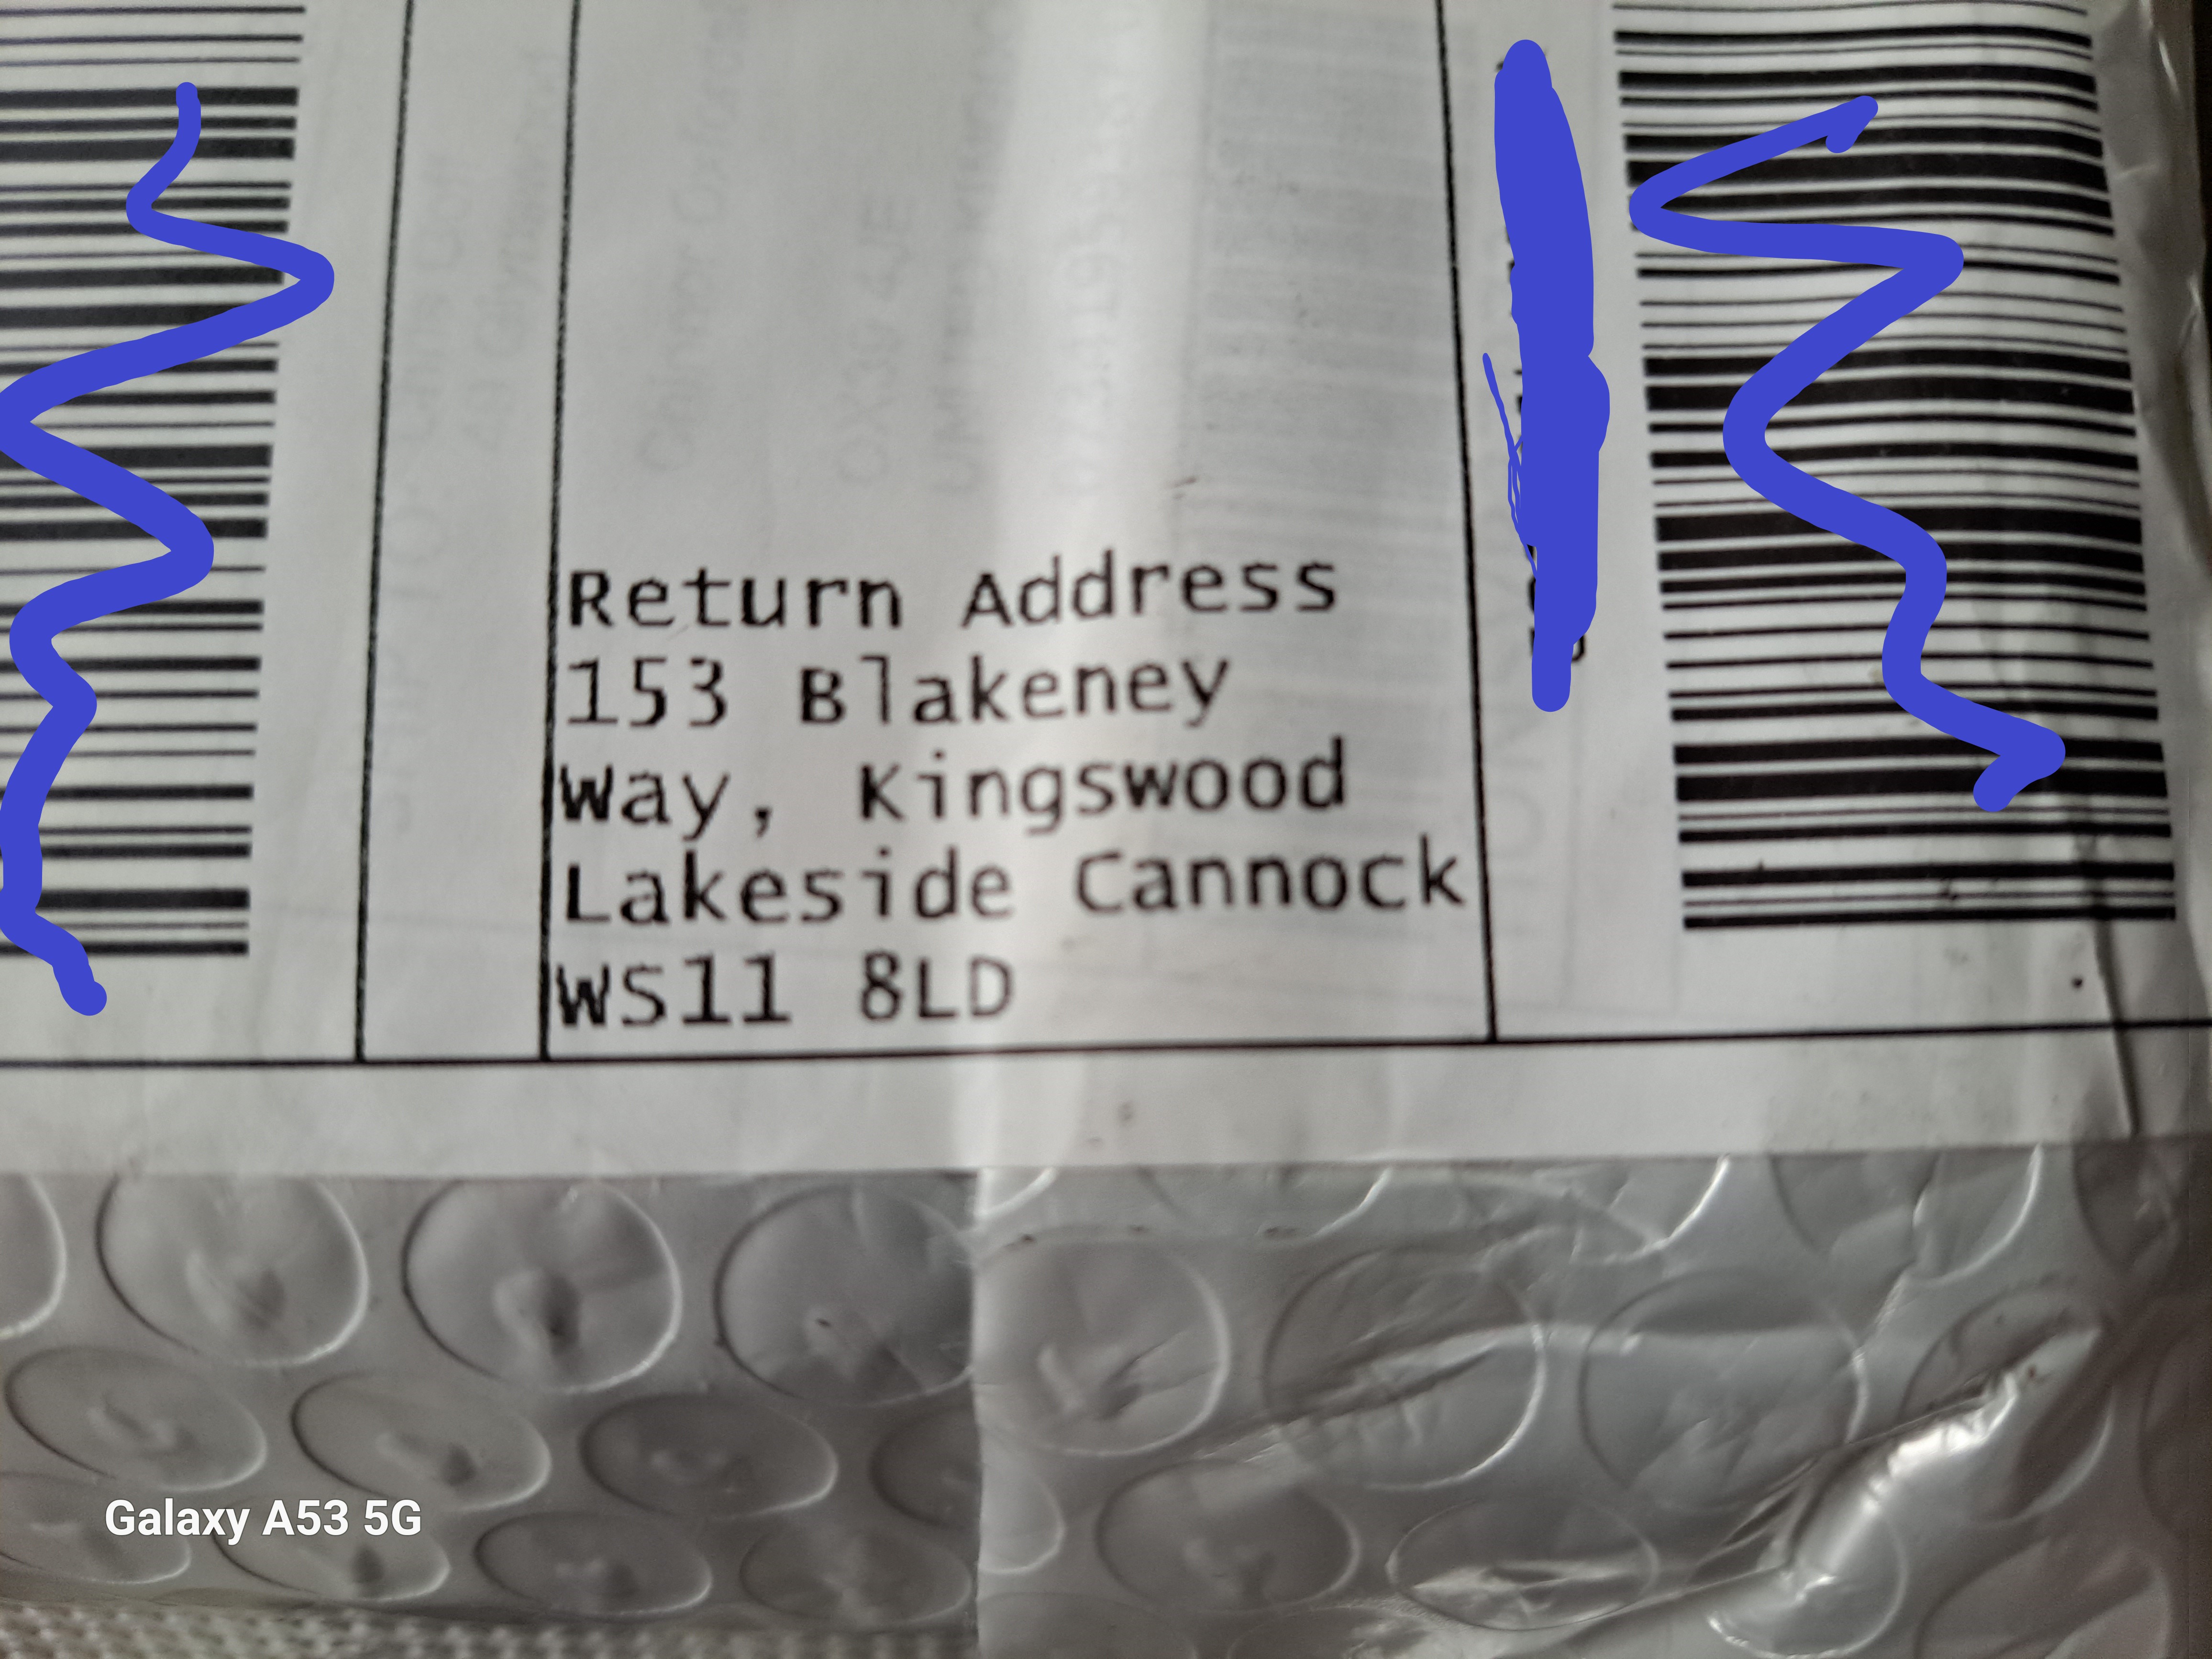 Return Address
153 Blakeney
Way, Kingswood
Lakeside Cannock
WS11 8LD
Galaxy A53 5G